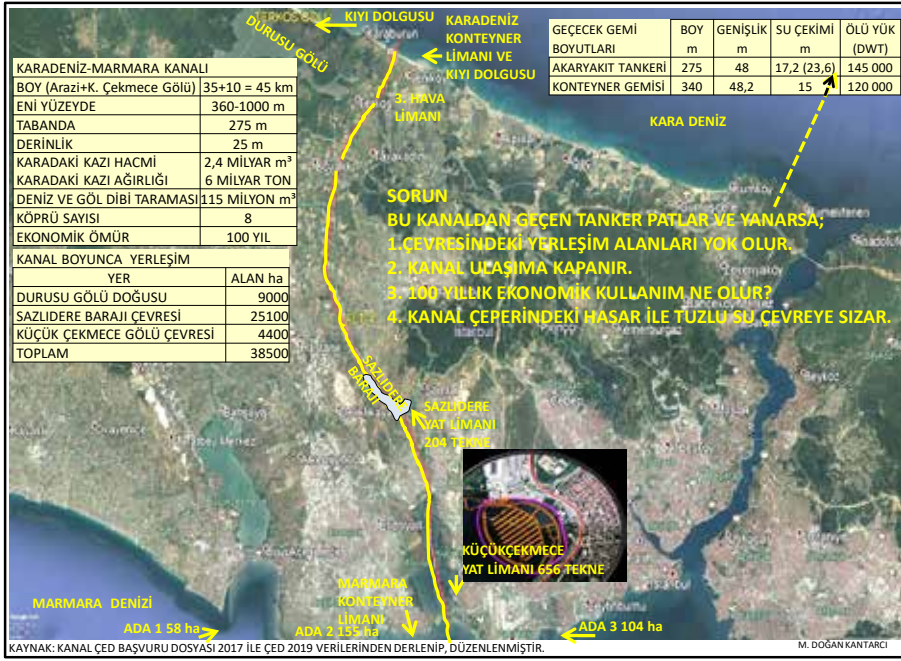 KIYI DOLGUSU
DURUSU GÖLÜ
KARADENİZ
KONTEYNER
LİMANI VE
KIYI DOLGUSU
GEÇECEK GEMİ BOYUTLARI | BOY m | GENİŞLİK m | SU ÇEKİMİ m | ÖLÜ YÜK (DWT)
AKARYAKIT TANKERİ | 275 | 48 | 17,2 (23,6) | 145 000
KONTEYNER GEMİSİ | 340 | 48,2 | 15 | 120 000
KARADENİZ-MARMARA KANALI
BOY (Arazi+K. Çekmece Gölü) | 35+10 = 45 km
ENİ YÜZEYDE | 360-1000 m
TABANDA | 275 m
DERİNLİK | 25 m
KARADAKİ KAZI HACMİ | 2,4 MİLYAR m³
KARADAKİ KAZI AĞIRLIĞI | 6 MİLYAR TON
DENİZ VE GÖL DİBİ TARAMASI | 115 MİLYON m³
KÖPRÜ SAYISI | 8
EKONOMİK ÖMÜR | 100 YIL
3. HAVA
LİMANI
KARA DENİZ
KANAL BOYUNCA YERLEŞİM
YER | ALAN ha
DURUSU GÖLÜ DOĞUSU | 9000
SAZLIDERE BARAJI ÇEVRESİ | 25100
KÜÇÜK ÇEKMECE GÖLÜ ÇEVRESİ | 4400
TOPLAM | 38500
SORUN
BU KANALDAN GEÇEN TANKER PATLAR VE YANARSA;
1.ÇEVRESİNDEKİ YERLEŞİM ALANLARI YOK OLUR.
2. KANAL ULAŞIMA KAPANIR.
3. 100 YILLIK EKONOMİK KULLANIM NE OLUR?
4. KANAL ÇEPERİNDEKİ HASAR İLE TUZLU SU ÇEVREYE SIZAR.
SAZLIDERE
BARAJI
SAZLIDERE
YAT LİMANI
204 TEKNE
KÜÇÜKÇEKMECE
YAT LİMANI 656 TEKNE
MARMARA
KONTEYNER
LİMANI
MARMARA DENİZİ
ADA 1 58 ha
ADA 2 155 ha
ADA 3 104 ha
KAYNAK: KANAL ÇED BAŞVURU DOSYASI 2017 İLE ÇED 2019 VERİLERİNDEN DERLENİP, DÜZENLENMİŞTİR.
M. DOĞAN KANTARCI